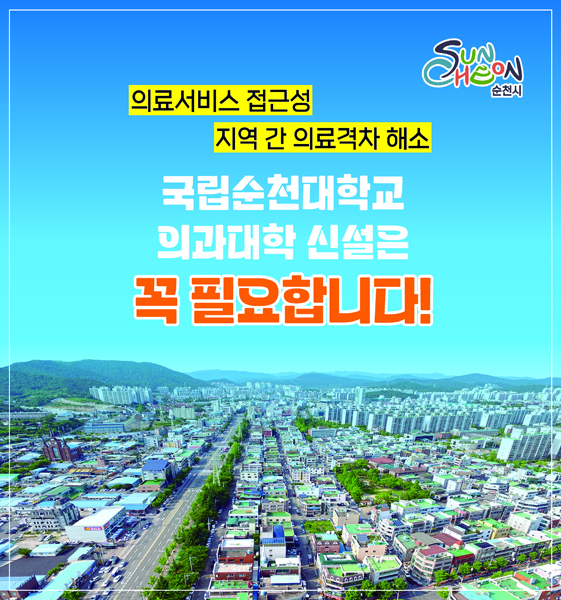 SUN
CHEON
순천시
의료서비스 접근성
지역 간 의료격차 해소
국립순천대학교
의과대학 신설은
꼭 필요합니다!